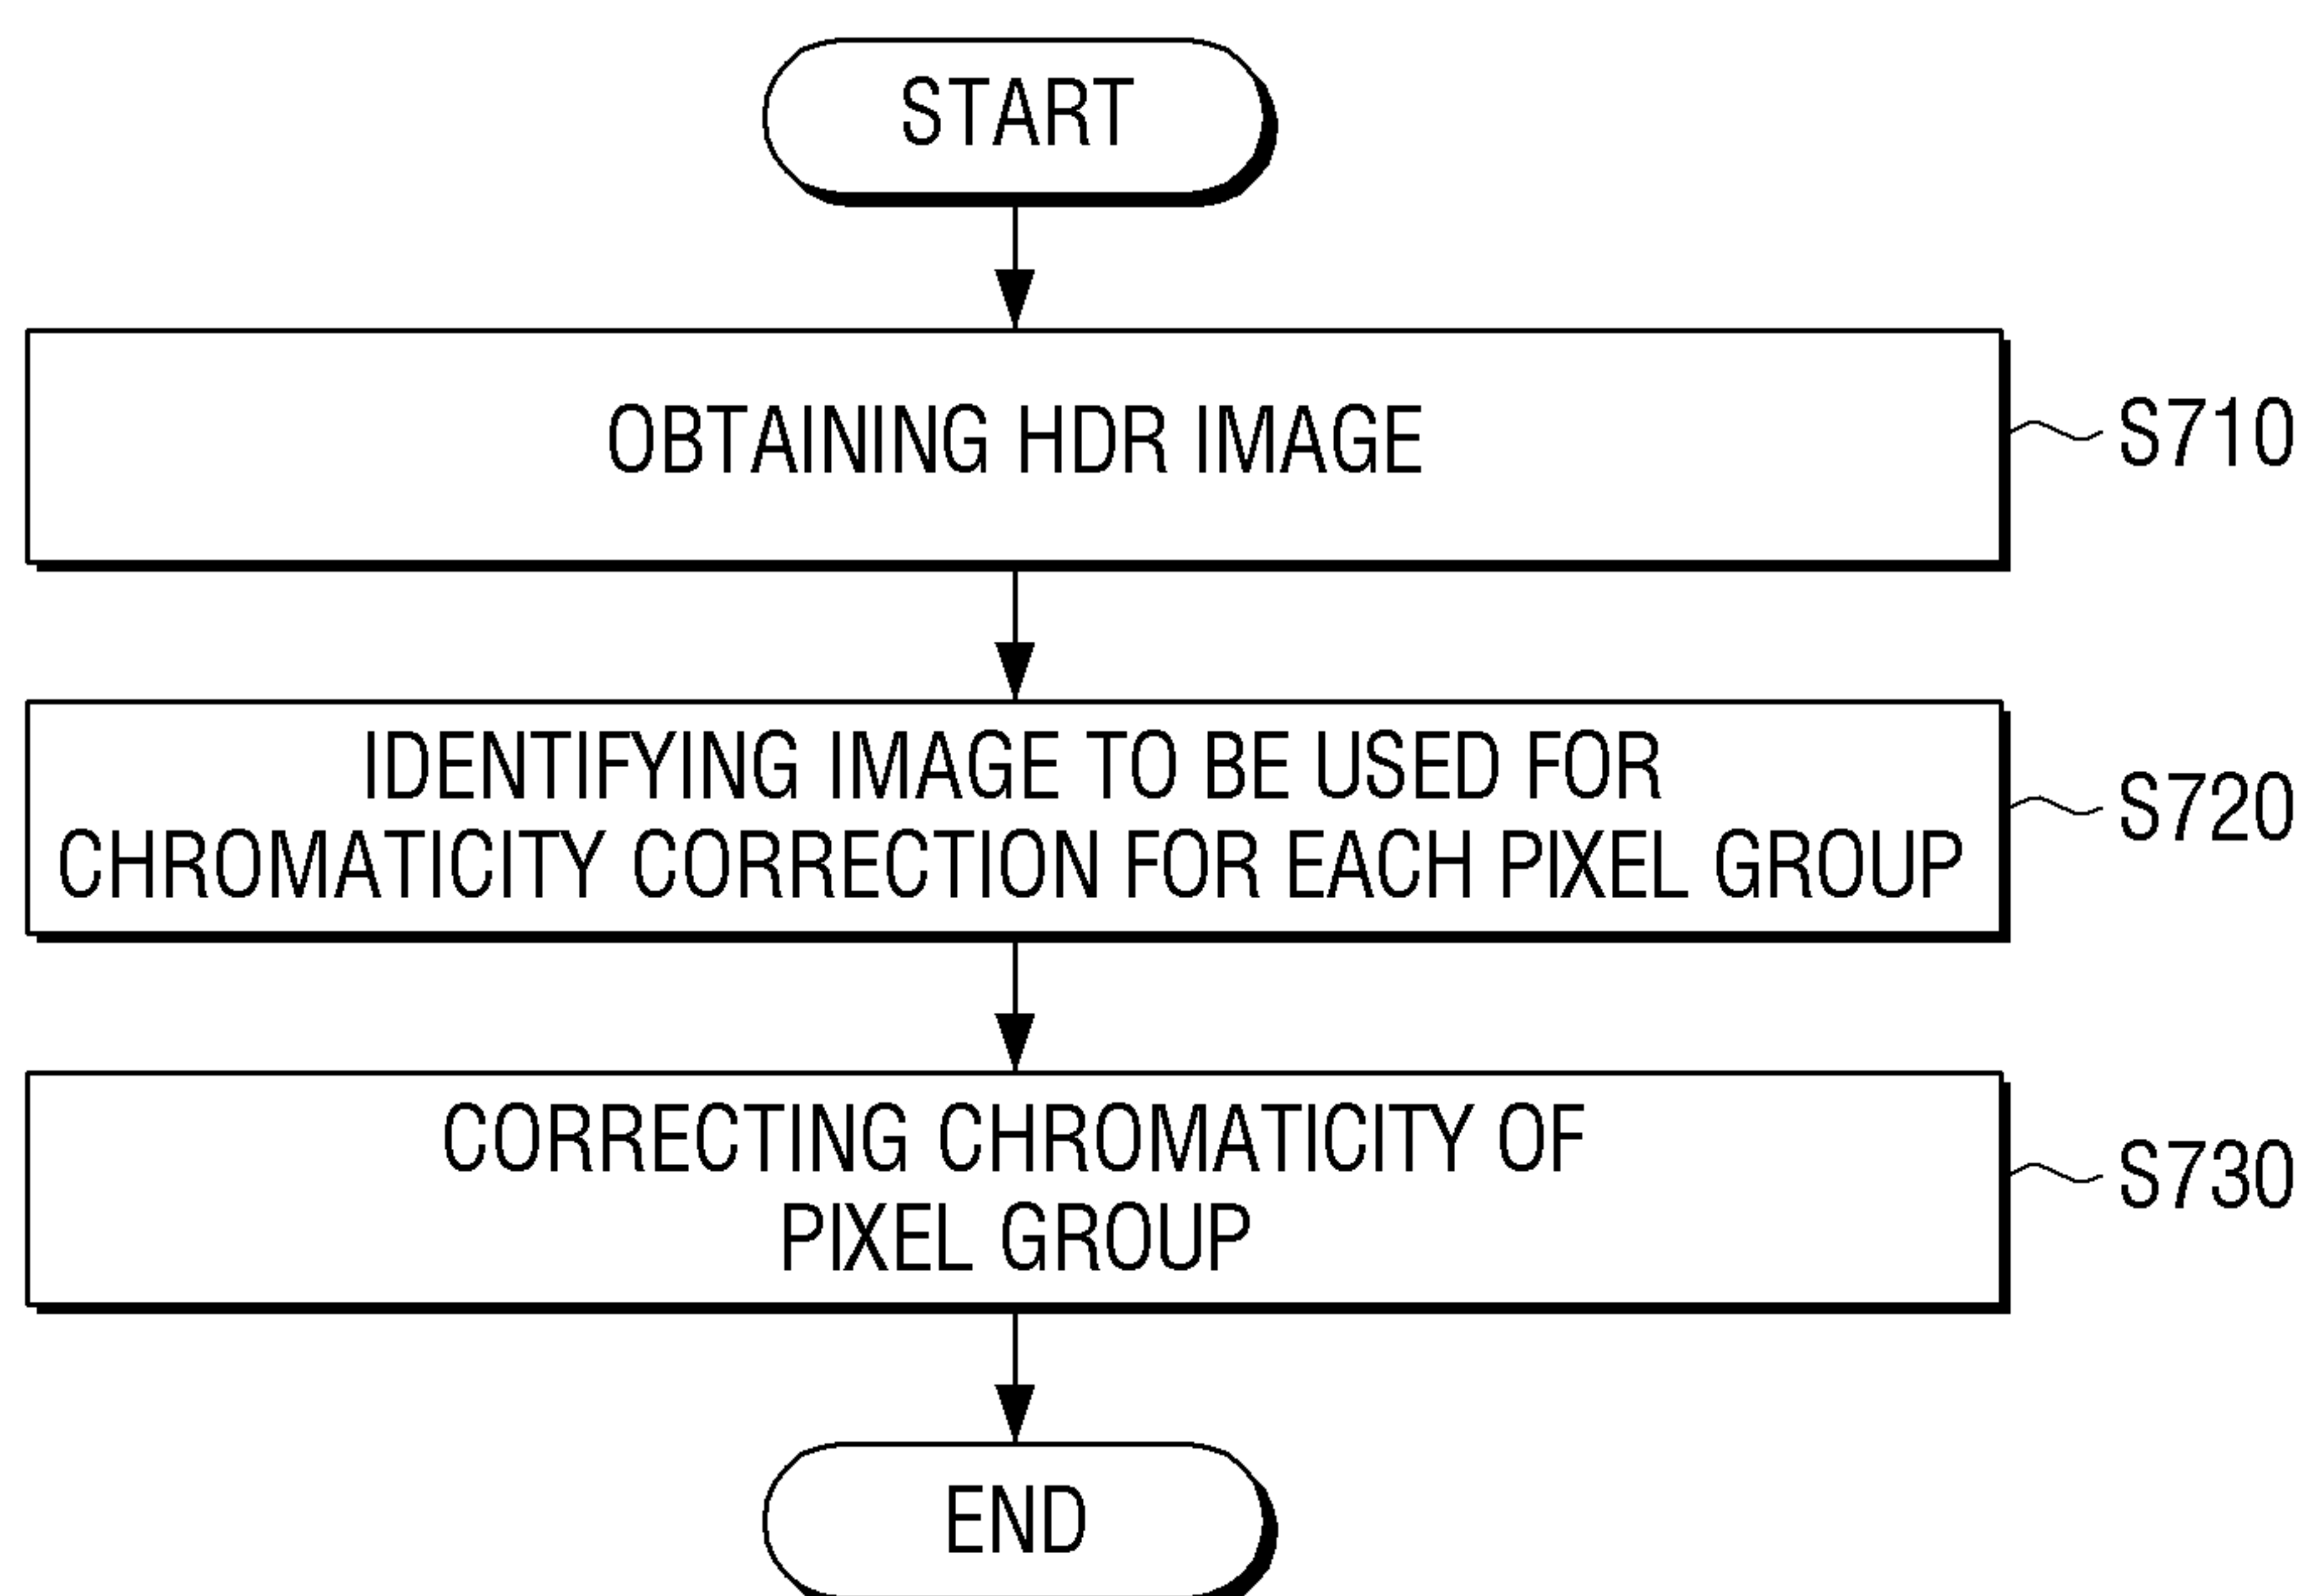 START
OBTAINING HDR IMAGE
S710
IDENTIFYING IMAGE TO BE USED FOR
CHROMATICITY CORRECTION FOR EACH PIXEL GROUP
S720
CORRECTING CHROMATICITY OF
PIXEL GROUP
S730
END